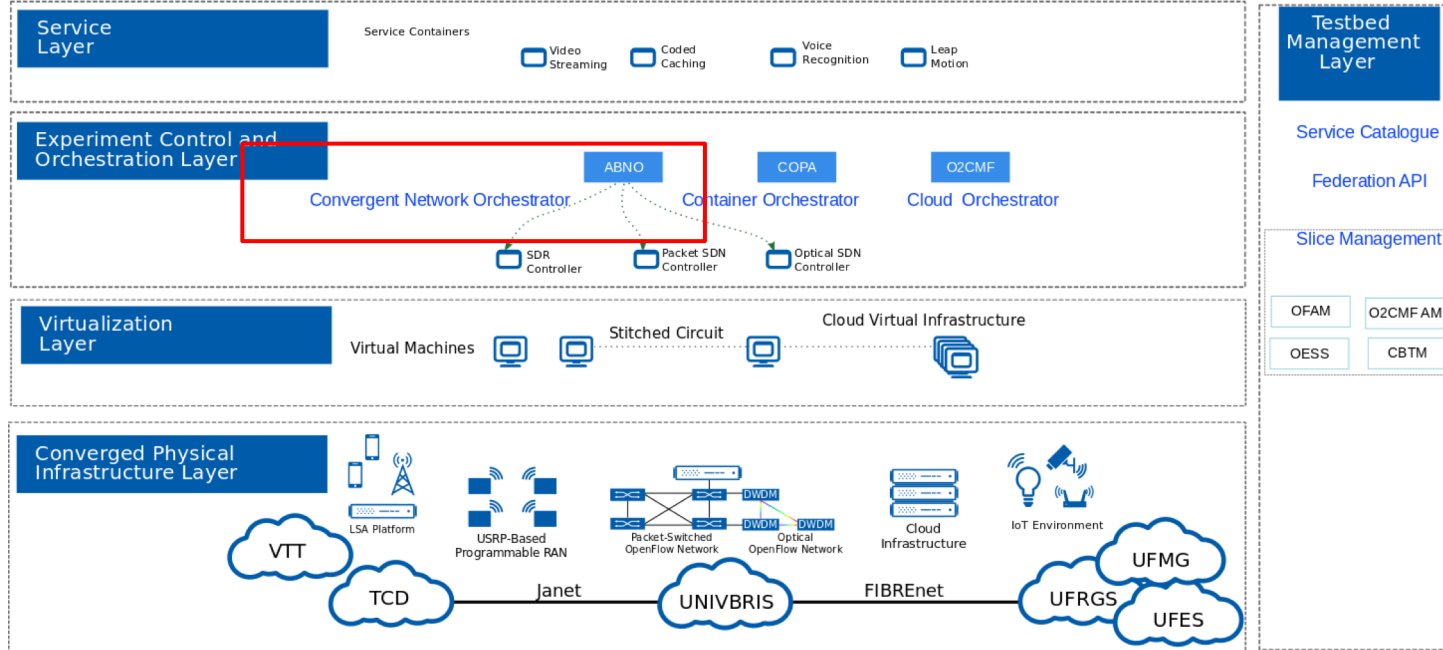 Service
Layer
Service Containers
Video
Streaming
Coded
Caching
Voice
Recognition
Leap
Motion
Experiment Control and
Orchestration Layer
ABNO
COPA
O2CMF
Convergent Network Orchestrator
Container Orchestrator
Cloud Orchestrator
SDR
Controller
Packet SDN
Controller
Optical SDN
Controller
Virtualization
Layer
Virtual Machines
Stitched Circuit
Cloud Virtual Infrastructure
Converged Physical
Infrastructure Layer
LSA Platform
USRP-Based
Programmable RAN
DWDM
DWDM
DWDM
Packet-Switched
OpenFlow Network
Optical
OpenFlow Network
Cloud
Infrastructure
IoT Environment
VTT
TCD
Janet
UNIVBRIS
FIBREnet
UFRGS
UFMG
UFES
Testbed
Management
Layer
Service Catalogue
Federation API
Slice Management
OFAM
O2CMF AM
OESS
CBTM